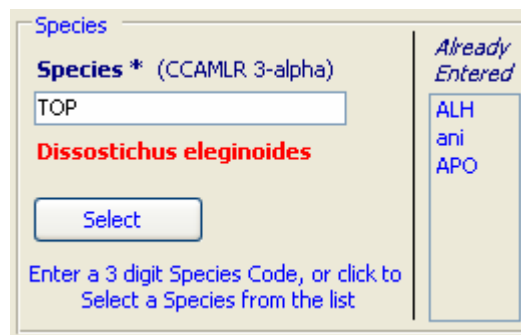 Species
Species * (CCAMLR 3-alpha)
TOP
Dissostichus eleginoides
Select
Enter a 3 digit Species Code, or click to
Select a Species from the list
Already
Entered
ALH
ani
APO